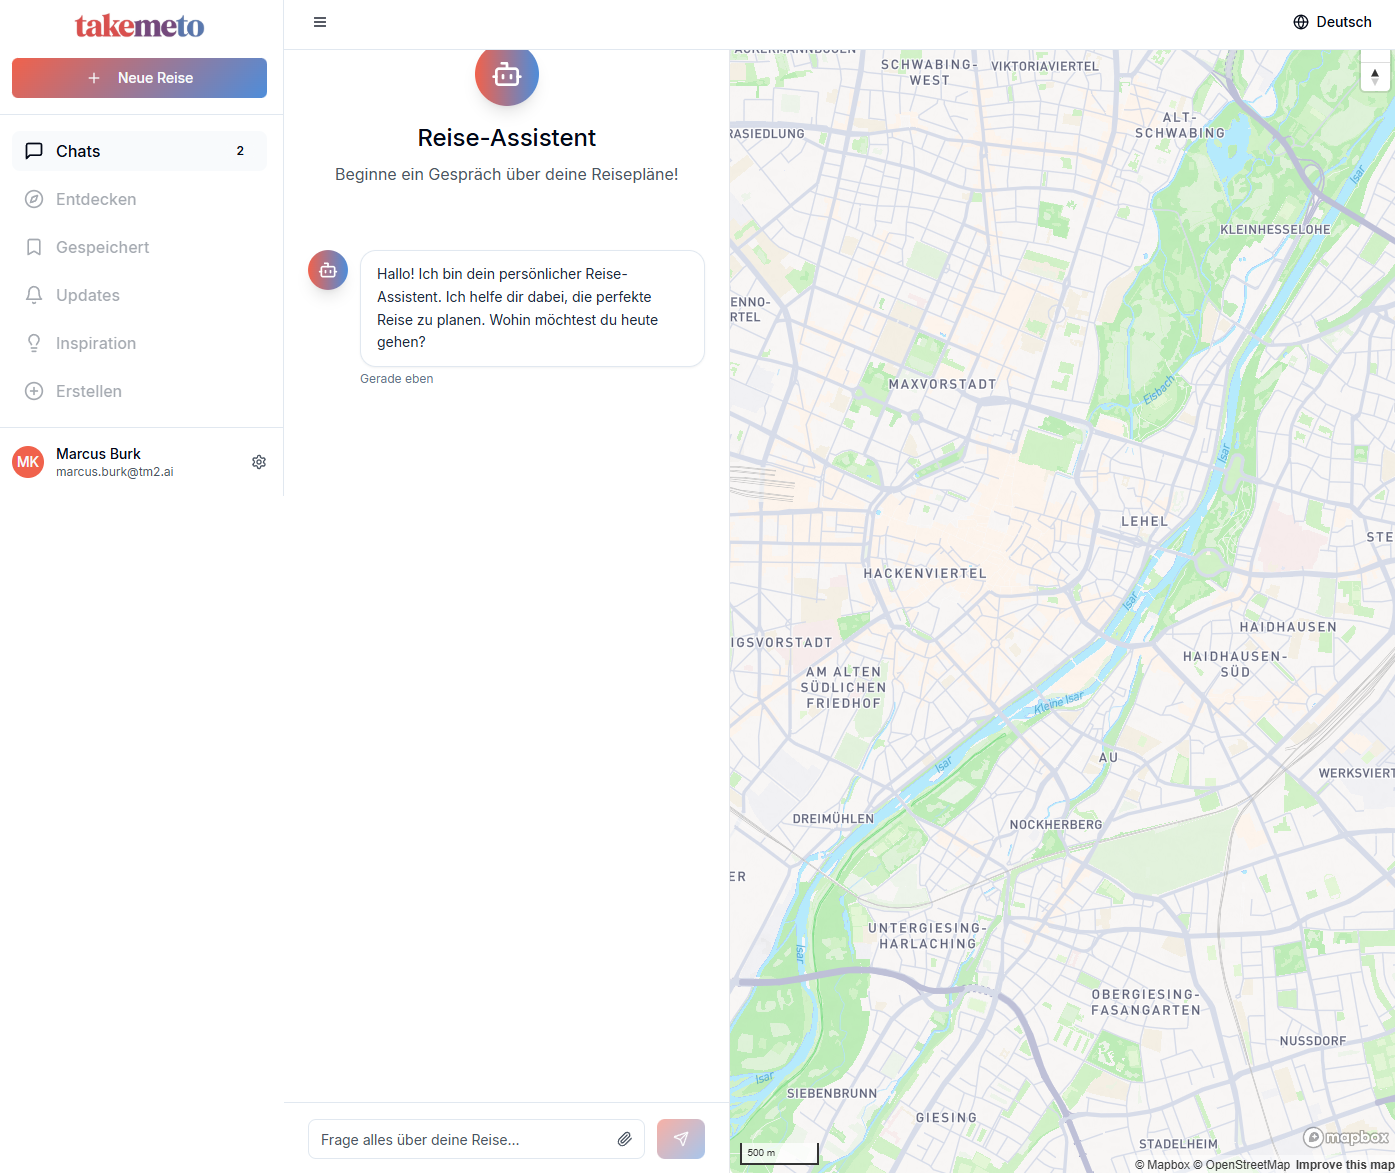 takemeto
Neue Reise
Chats 2
Entdecken
Gespeichert
Updates
Inspiration
Erstellen
MK
Marcus Burk
marcus.burk@tm2.ai
Deutsch
Reise-Assistent
Beginne ein Gespräch über deine Reisepläne!
Hallo! Ich bin dein persönlicher Reise-
Assistent. Ich helfe dir dabei, die perfekte
Reise zu planen. Wohin möchtest du heute
gehen?
Gerade eben
Frage alles über deine Reise...
SCHWABING-
WEST
VIKTORIAVIERTEL
ALT-
SCHWABING
RASIEDLUNG
Isar
KLEINHESSELOHE
ENNO-
RTEL
MAXVORSTADT
Eisbach
Isar
LEHEL
STE
HACKENVIERTEL
Isar
HAIDHAUSEN
IGSVORSTADT
HAIDHAUSEN-
SÜD
AM ALTEN
SÜDLICHEN
FRIEDHOF
Kleine Isar
Isar
AU
WERKSVIERT
DREIMÜHLEN
NOCKHERBERG
ER
UNTERGIESING-
HARLACHING
Isar
OBERGIESING-
FASANGARTEN
NUSSDORF
Isar
SIEBENBRUNN
GIESING
STADELHEIM
500 m
mapbox
© Mapbox © OpenStreetMap Improve this map